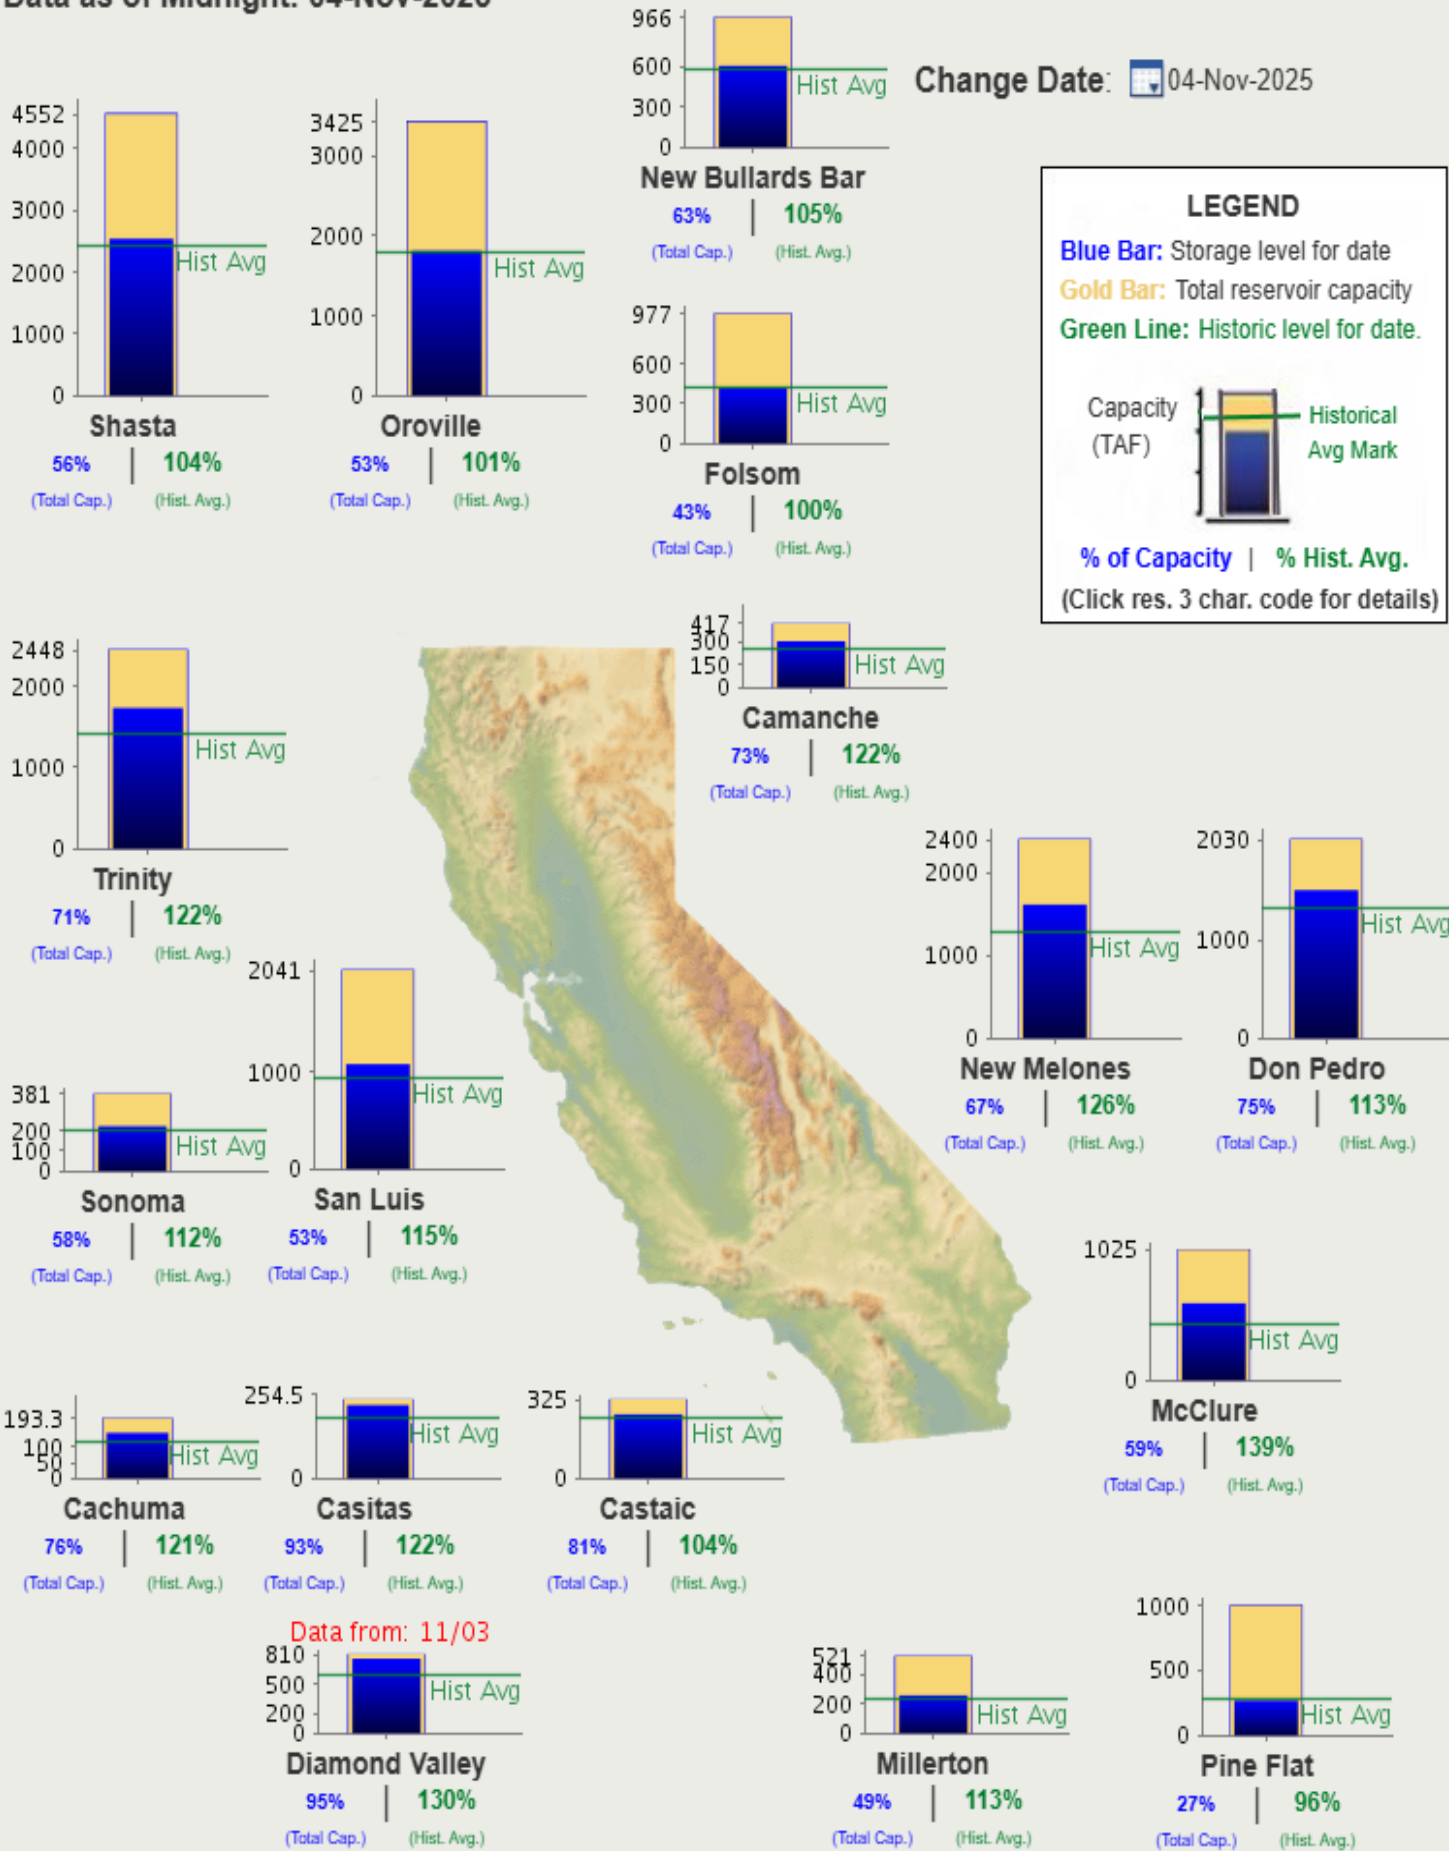 Data as of Midnight: 04-Nov-2025
Change Date: 04-Nov-2025
4552
4000
3000
2000
1000
0
Hist Avg
Shasta
56% | 104%
(Total Cap.) (Hist. Avg.)
3425
3000
2000
1000
0
Hist Avg
Oroville
53% | 101%
(Total Cap.) (Hist. Avg.)
966
600
300
0
Hist Avg
New Bullards Bar
63% | 105%
(Total Cap.) (Hist. Avg.)
977
600
300
0
Hist Avg
Folsom
43% | 100%
(Total Cap.) (Hist. Avg.)
LEGEND
Blue Bar: Storage level for date
Gold Bar: Total reservoir capacity
Green Line: Historic level for date.
Capacity
(TAF)
Historical
Avg Mark
% of Capacity | % Hist. Avg.
(Click res. 3 char. code for details)
417
300
150
0
Hist Avg
Camanche
73% | 122%
(Total Cap.) (Hist. Avg.)
2448
2000
1000
0
Hist Avg
Trinity
71% | 122%
(Total Cap.) (Hist. Avg.)
2400
2000
1000
0
Hist Avg
New Melones
67% | 126%
(Total Cap.) (Hist. Avg.)
2030
1000
0
Hist Avg
Don Pedro
75% | 113%
(Total Cap.) (Hist. Avg.)
2041
1000
0
Hist Avg
San Luis
53% | 115%
(Total Cap.) (Hist. Avg.)
381
200
100
0
Hist Avg
Sonoma
58% | 112%
(Total Cap.) (Hist. Avg.)
1025
0
Hist Avg
McClure
59% | 139%
(Total Cap.) (Hist. Avg.)
193.3
100
50
0
Hist Avg
Cachuma
76% | 121%
(Total Cap.) (Hist. Avg.)
254.5
0
Hist Avg
Casitas
93% | 122%
(Total Cap.) (Hist. Avg.)
325
0
Hist Avg
Castaic
81% | 104%
(Total Cap.) (Hist. Avg.)
Data from: 11/03
810
500
200
0
Hist Avg
Diamond Valley
95% | 130%
(Total Cap.) (Hist. Avg.)
521
400
200
0
Hist Avg
Millerton
49% | 113%
(Total Cap.) (Hist. Avg.)
1000
500
0
Hist Avg
Pine Flat
27% | 96%
(Total Cap.) (Hist. Avg.)